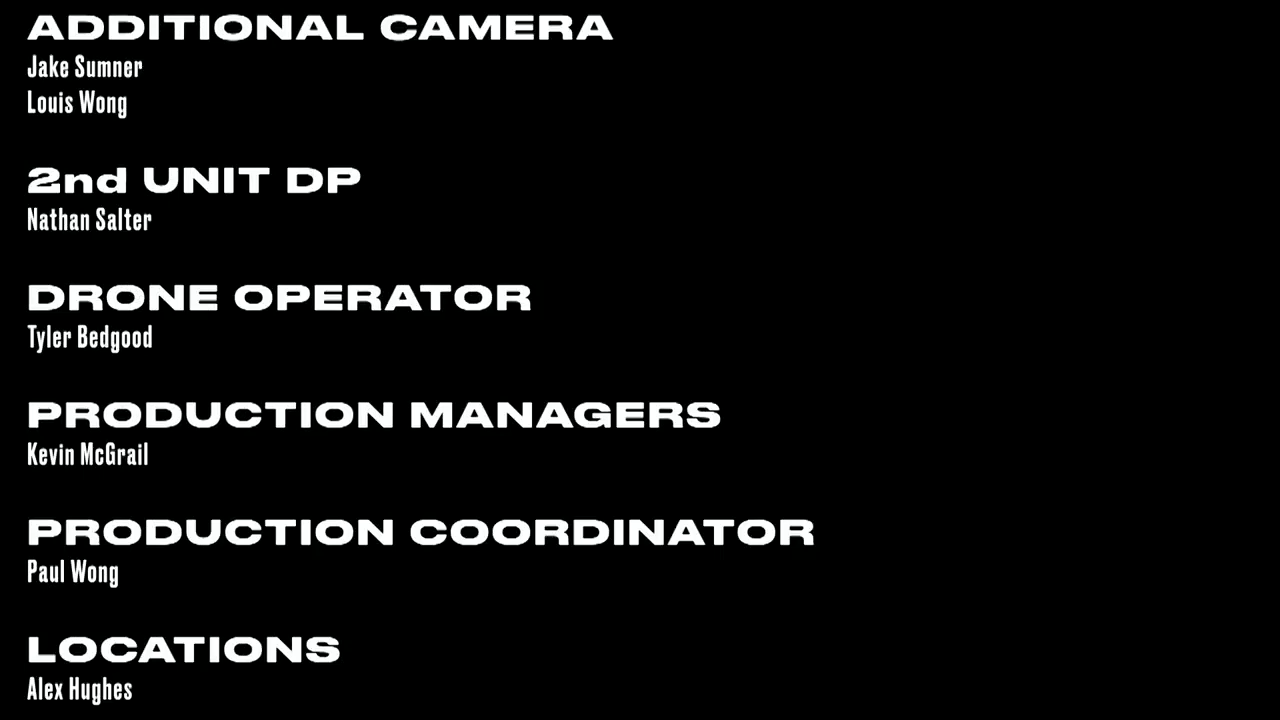 ADDITIONAL CAMERA
Jake Sumner
Louis Wong
2nd UNIT DP
Nathan Salter
DRONE OPERATOR
Tyler Bedgood
PRODUCTION MANAGERS
Kevin McGrail
PRODUCTION COORDINATOR
Paul Wong
LOCATIONS
Alex Hughes